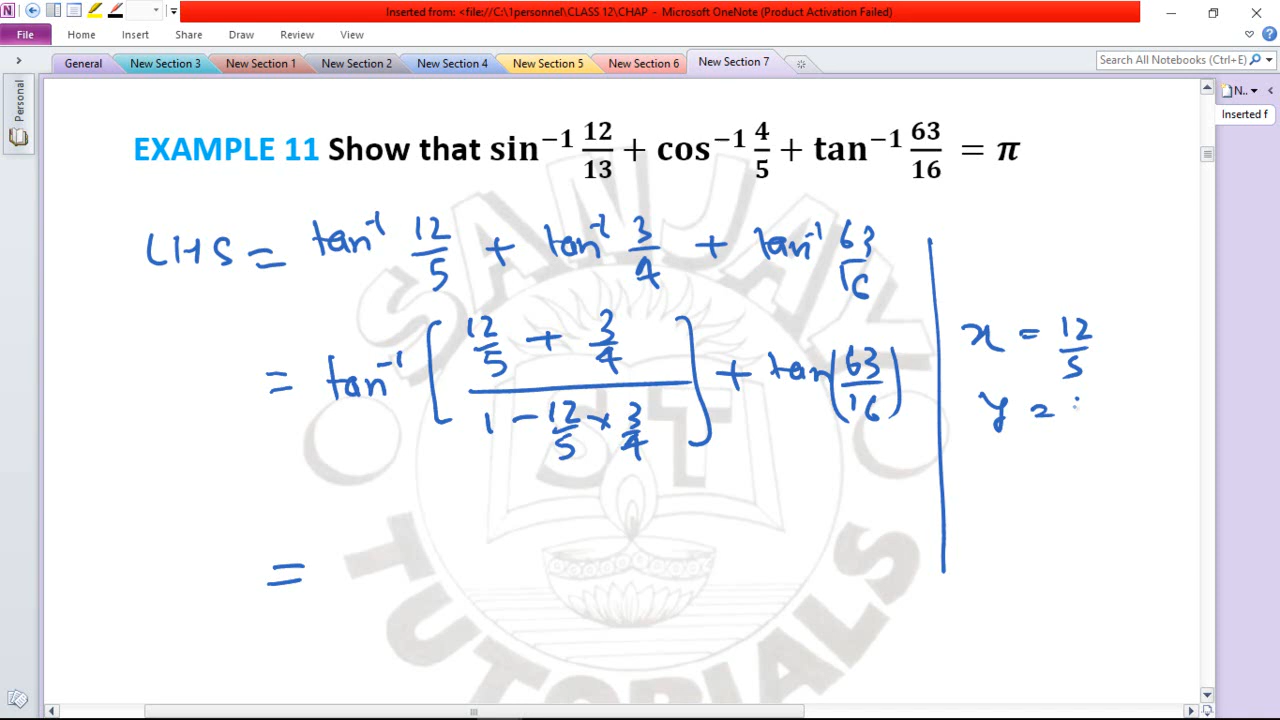 Inserted from: <file://C:\1personnel\CLASS 12\CHAP - Microsoft OneNote (Product Activation Failed)
File Home Insert Share Draw Review View
General New Section 3 New Section 1 New Section 2 New Section 4 New Section 5 New Section 6 New Section 7 Search All Notebooks (Ctrl+E)
Personal
N..
Inserted f
EXAMPLE 11 Show that sin⁻¹ 12/13 + cos⁻¹ 4/5 + tan⁻¹ 63/16 = π
LHS = tan⁻¹ 12/5 + tan⁻¹ 3/4 + tan⁻¹ 63/16
= tan⁻¹ [ (12/5 + 3/4) / (1 - 12/5 × 3/4) ] + tan(63/16)
x = 12/5
y =
=
SANJAY
ST
TUTORIALS